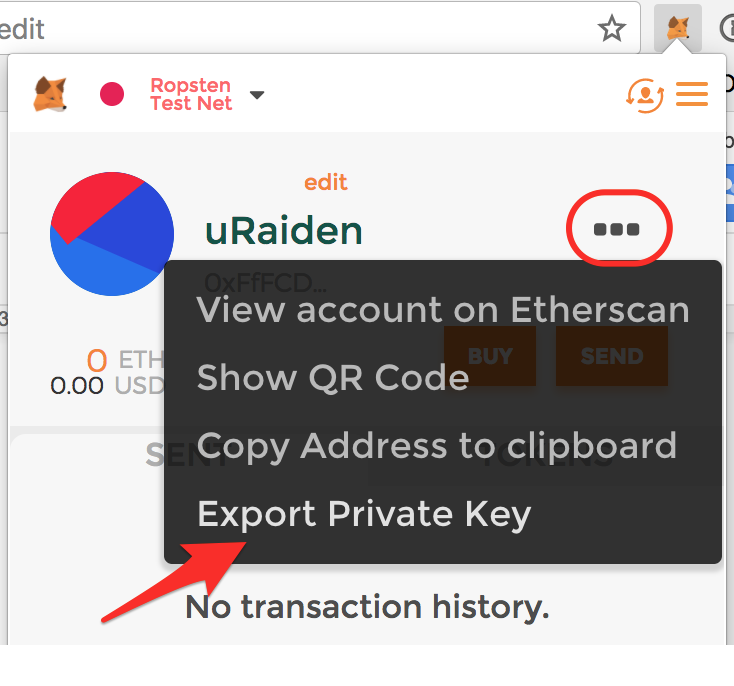 edit
Ropsten
Test Net
edit
uRaiden
0xFfFCD...
View account on Etherscan
0 ETH
BUY
SEND
Show QR Code
0.00 USD
SENT
TOKENS
Copy Address to clipboard
Export Private Key
No transaction history.